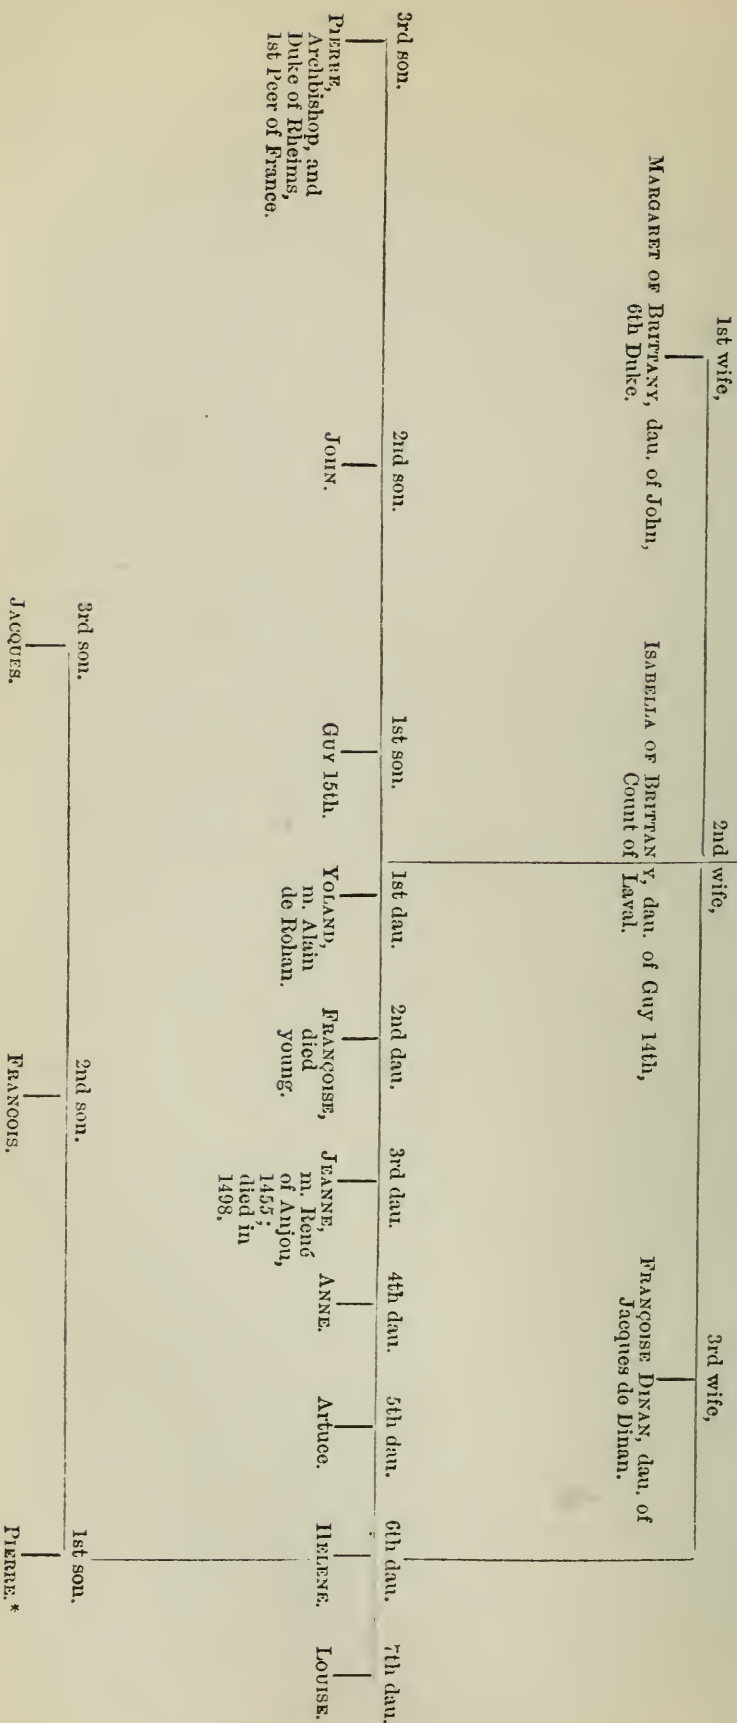 1st wife,
MARGARET OF BRITTANY, dau. of John,
6th Duke.
2nd wife,
ISABELLA OF BRITTANY, dau. of Guy 14th,
Count of Laval.
3rd wife,
FRANÇOISE DINAN, dau. of
Jacques de Dinan.
3rd son.
PIERRE,
Archbishop, and
Duke of Rheims,
1st Peer of France.
2nd son.
JOHN.
1st son.
GUY 15th.
1st dau.
YOLAND,
m. Alain
de Rohan.
2nd dau.
FRANÇOISE,
died
young.
3rd dau.
JEANNE,
m. René
of Anjou,
1455;
died in
1498.
4th dau.
ANNE.
5th dau.
Artuce.
6th dau.
HELENE.
7th dau.
LOUISE.
3rd son.
JACQUES.
2nd son.
FRANCOIS.
1st son.
PIERRE.*